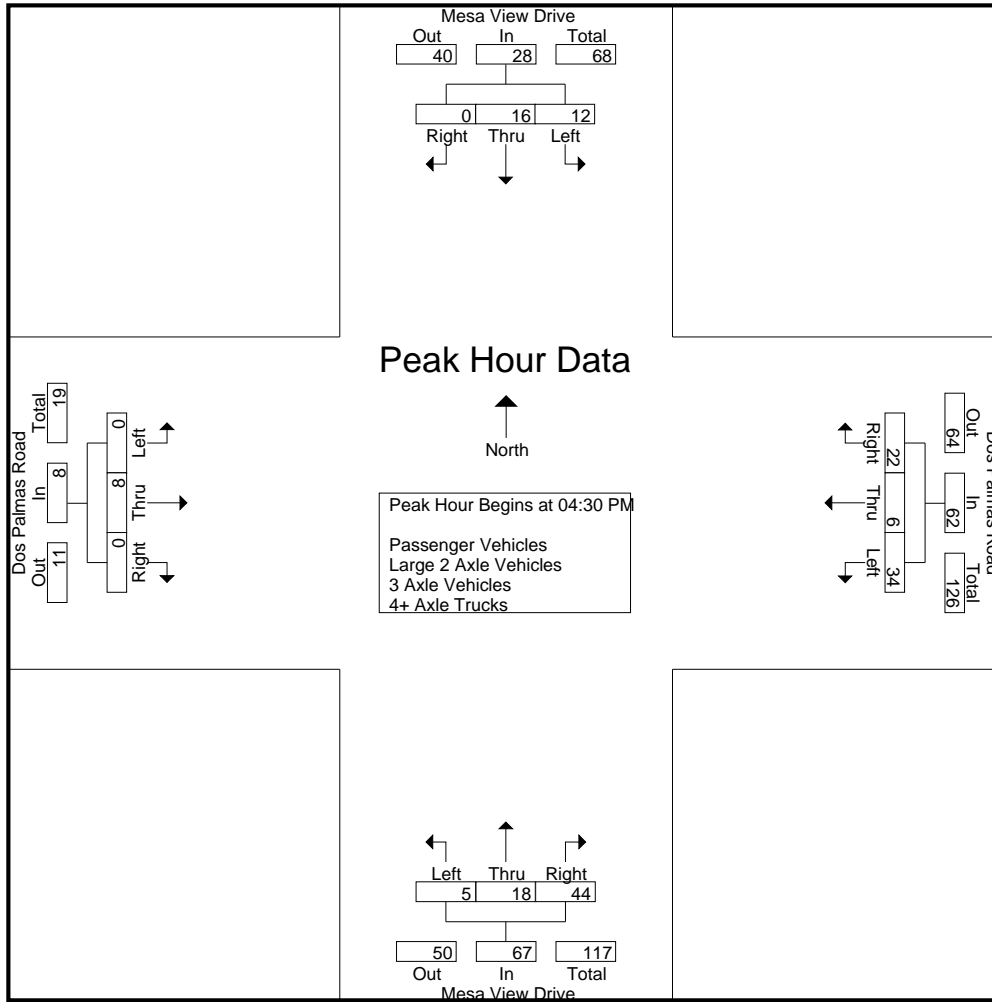 Mesa View Drive
Out In Total
40 28 68
0 16 12
Right Thru Left
Peak Hour Data
North
Peak Hour Begins at 04:30 PM
Passenger Vehicles
Large 2 Axle Vehicles
3 Axle Vehicles
4+ Axle Trucks
Dos Palmas Road
Out In Total
11 8 19
0 8 0
Right Thru Left
Dos Palmas Road
Out In Total
64 62 126
22 6 34
Right Thru Left
Left Thru Right
5 18 44
50 67 117
Out In Total
Mesa View Drive